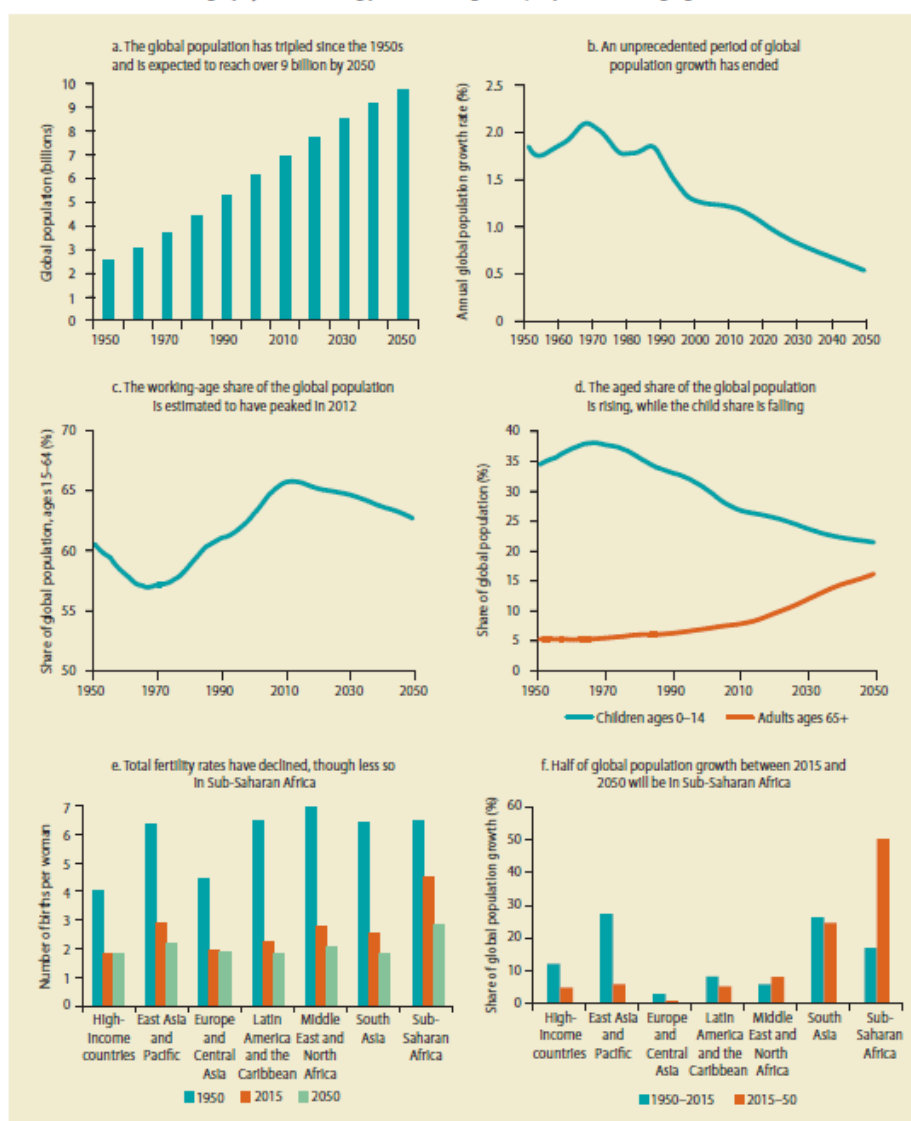 a. The global population has tripled since the 1950s
and is expected to reach over 9 billion by 2050
Global population (billions)
10
9
8
7
6
5
4
3
2
1
0
1950 1970 1990 2010 2030 2050
b. An unprecedented period of global
population growth has ended
Annual global population growth rate (%)
2.5
2.0
1.5
1.0
0.5
0
1950 1960 1970 1980 1990 2000 2010 2020 2030 2040 2050
c. The working-age share of the global population
is estimated to have peaked in 2012
Share of global population, ages 15–64 (%)
70
65
60
55
50
1950 1970 1990 2010 2030 2050
d. The aged share of the global population
is rising, while the child share is falling
Share of global population (%)
40
35
30
25
20
15
10
5
0
1950 1970 1990 2010 2030 2050
Children ages 0–14 Adults ages 65+
e. Total fertility rates have declined, though less so
in Sub-Saharan Africa
Number of births per woman
7
6
5
4
3
2
1
0
High- East Asia Europe Latin Middle South Sub-
income and and America East and Asia Saharan
countries Pacific Central and the North Africa
Asia Caribbean Africa
1950 2015 2050
f. Half of global population growth between 2015 and
2050 will be in Sub-Saharan Africa
Share of global population growth (%)
60
50
40
30
20
10
0
High- East Asia Europe Latin Middle South Sub-
income and and America East and Asia Saharan
countries Pacific Central and the North Africa
Asia Caribbean Africa
1950–2015 2015–50